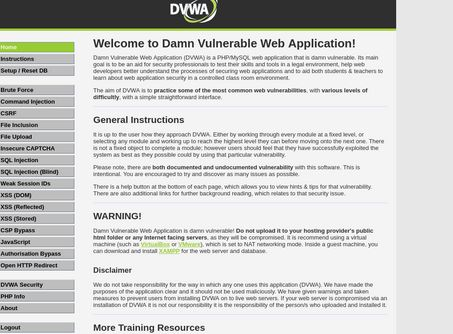 DVWA
Home
Instructions
Setup / Reset DB
Brute Force
Command Injection
CSRF
File Inclusion
File Upload
Insecure CAPTCHA
SQL Injection
SQL Injection (Blind)
Weak Session IDs
XSS (DOM)
XSS (Reflected)
XSS (Stored)
CSP Bypass
JavaScript
Authorisation Bypass
Open HTTP Redirect
DVWA Security
PHP Info
About
Logout
Welcome to Damn Vulnerable Web Application!
Damn Vulnerable Web Application (DVWA) is a PHP/MySQL web application that is damn vulnerable. Its main
goal is to be an aid for security professionals to test their skills and tools in a legal environment, help web
developers better understand the processes of securing web applications and to aid both students & teachers to
learn about web application security in a controlled class room environment.
The aim of DVWA is to practice some of the most common web vulnerabilities, with various levels of
difficultly, with a simple straightforward interface.
General Instructions
It is up to the user how they approach DVWA. Either by working through every module at a fixed level, or
selecting any module and working up to reach the highest level they can before moving onto the next one. There
is not a fixed object to complete a module; however users should feel that they have successfully exploited the
system as best as they possible could by using that particular vulnerability.
Please note, there are both documented and undocumented vulnerability with this software. This is
intentional. You are encouraged to try and discover as many issues as possible.
There is a help button at the bottom of each page, which allows you to view hints & tips for that vulnerability.
There are also additional links for further background reading, which relates to that security issue.
WARNING!
Damn Vulnerable Web Application is damn vulnerable! Do not upload it to your hosting provider's public
html folder or any Internet facing servers, as they will be compromised. It is recommend using a virtual
machine (such as VirtualBox or VMware), which is set to NAT networking mode. Inside a guest machine, you
can download and install XAMPP for the web server and database.
Disclaimer
We do not take responsibility for the way in which any one uses this application (DVWA). We have made the
purposes of the application clear and it should not be used maliciously. We have given warnings and taken
measures to prevent users from installing DVWA on to live web servers. If your web server is compromised via an
installation of DVWA it is not our responsibility it is the responsibility of the person/s who uploaded and installed it.
More Training Resources